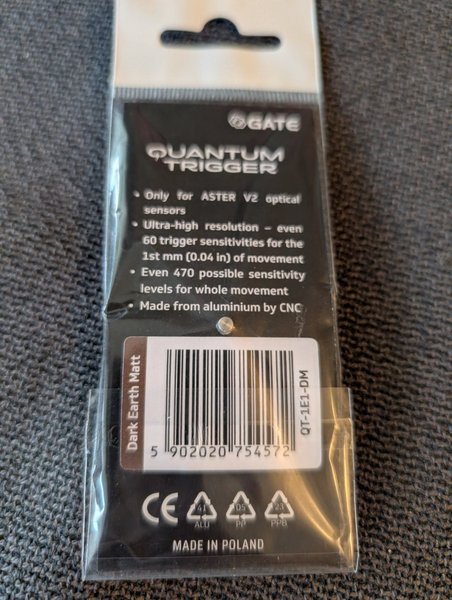 GATE
QUANTUM
TRIGGER
• Only for ASTER V2 optical
sensors
• Ultra-high resolution – even
60 trigger sensitivities for the
1st mm (0.04 in) of movement
• Even 470 possible sensitivity
levels for whole movement
• Made from aluminium by CNC
Dark Earth Matt
5 902020 754572
QT-1E1-DM
CE
41
ALU
05
PP
23
PPB
MADE IN POLAND